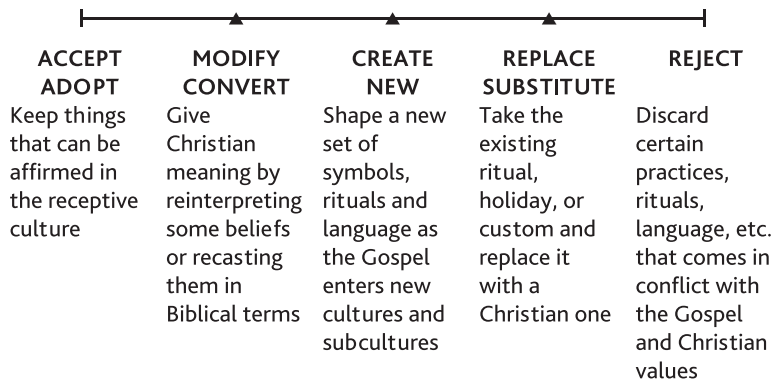 ACCEPT
ADOPT
Keep things
that can be
affirmed in
the receptive
culture
MODIFY
CONVERT
Give
Christian
meaning by
reinterpreting
some beliefs
or recasting
them in
Biblical terms
CREATE
NEW
Shape a new
set of
symbols,
rituals and
language as
the Gospel
enters new
cultures and
subcultures
REPLACE
SUBSTITUTE
Take the
existing
ritual,
holiday, or
custom and
replace it
with a
Christian one
REJECT
Discard
certain
practices,
rituals,
language, etc.
that comes in
conflict with
the Gospel
and Christian
values